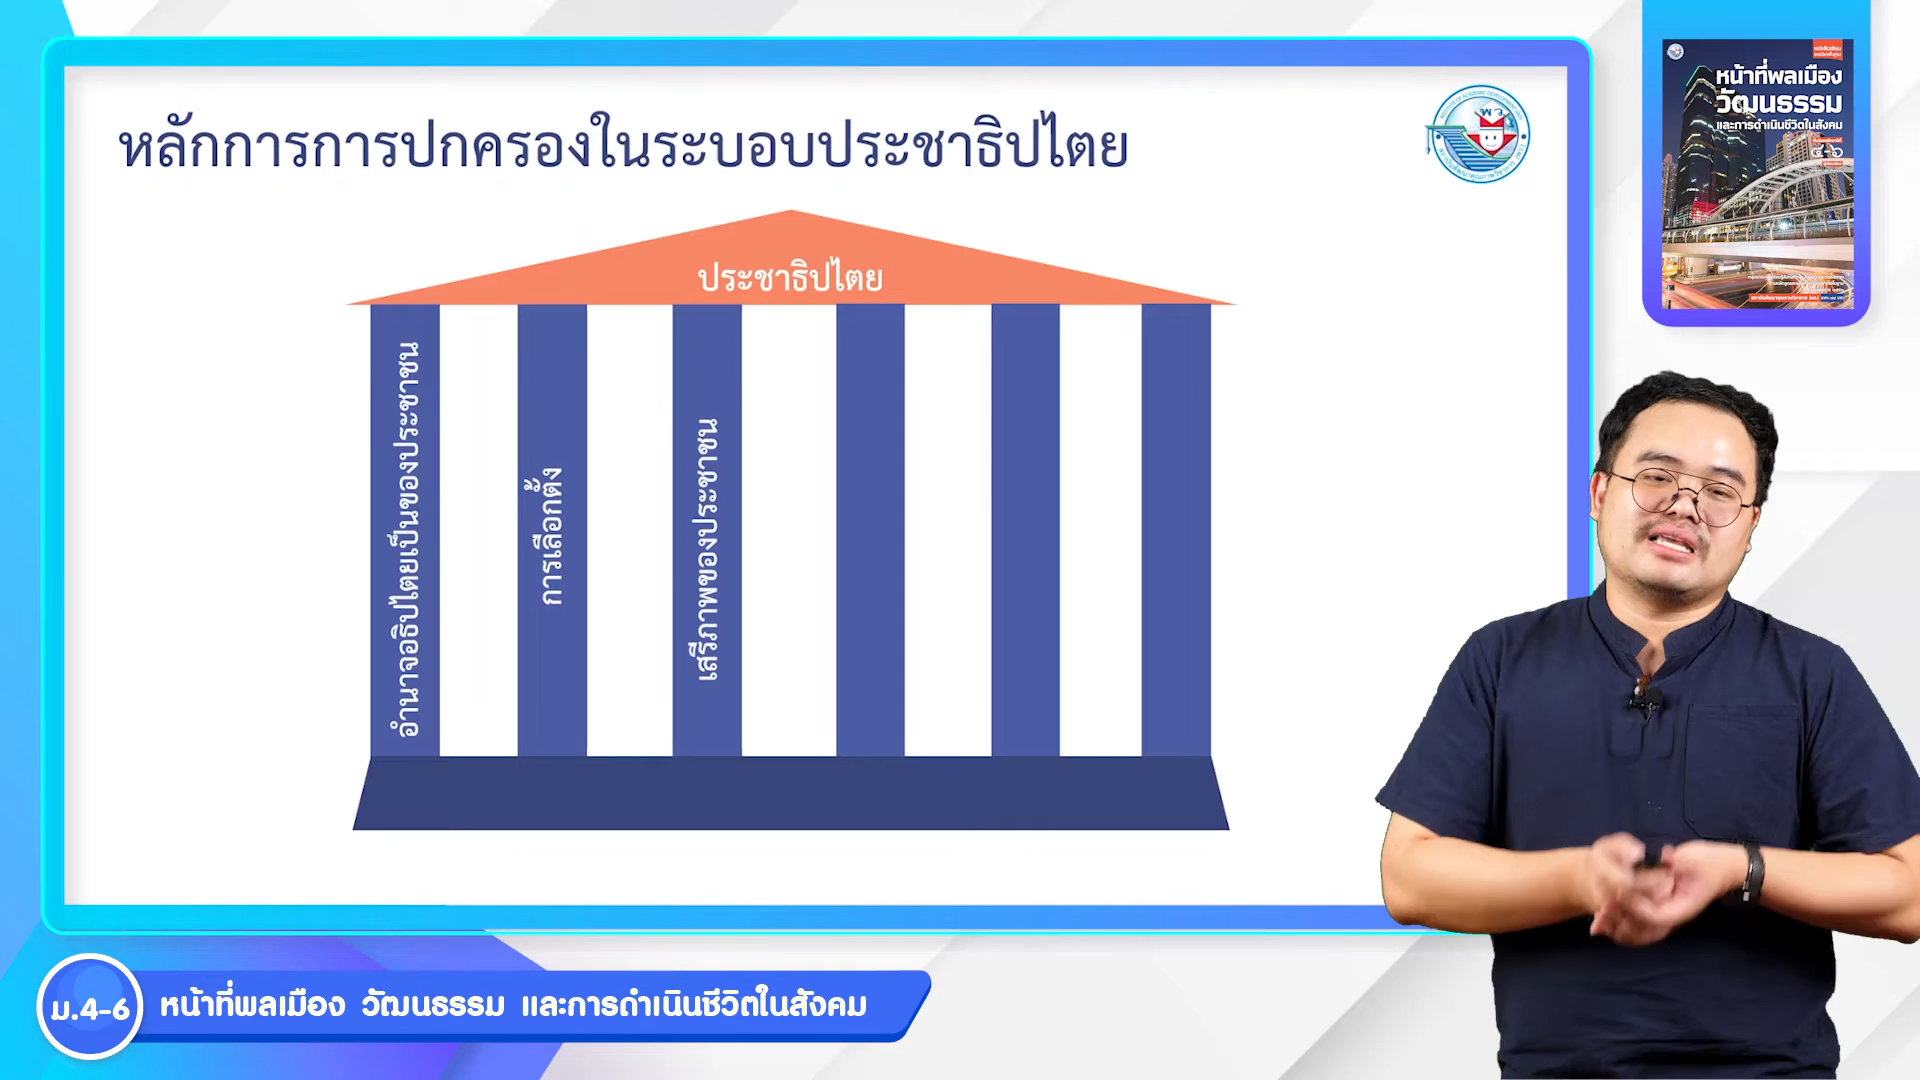 หลักการการปกครองในระบอบประชาธิปไตย
ประชาธิปไตย
อำนาจอธิปไตยเป็นของประชาชน
การเลือกตั้ง
เสรีภาพของประชาชน
หน้าที่พลเมือง
วัฒนธรรม
และการดำเนินชีวิตในสังคม
๔-๖
ม.4-6
หน้าที่พลเมือง วัฒนธรรม และการดำเนินชีวิตในสังคม